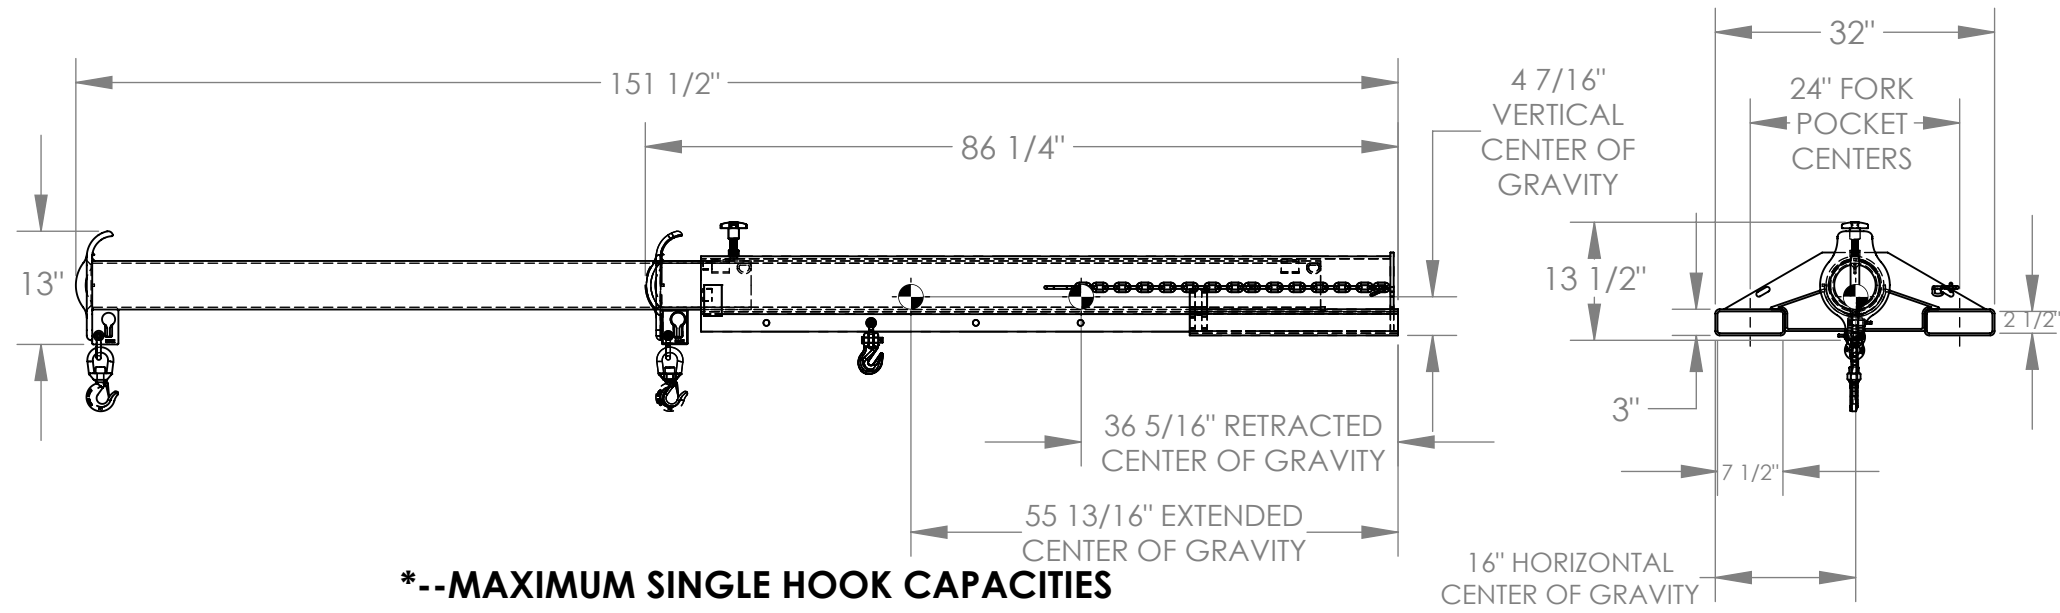 151 1/2"
86 1/4"
13"
4 7/16"
VERTICAL
CENTER OF
GRAVITY
36 5/16" RETRACTED
CENTER OF GRAVITY
55 13/16" EXTENDED
CENTER OF GRAVITY
*--MAXIMUM SINGLE HOOK CAPACITIES
32"
24" FORK
POCKET
CENTERS
13 1/2"
2 1/2"
3"
7 1/2"
16" HORIZONTAL
CENTER OF GRAVITY